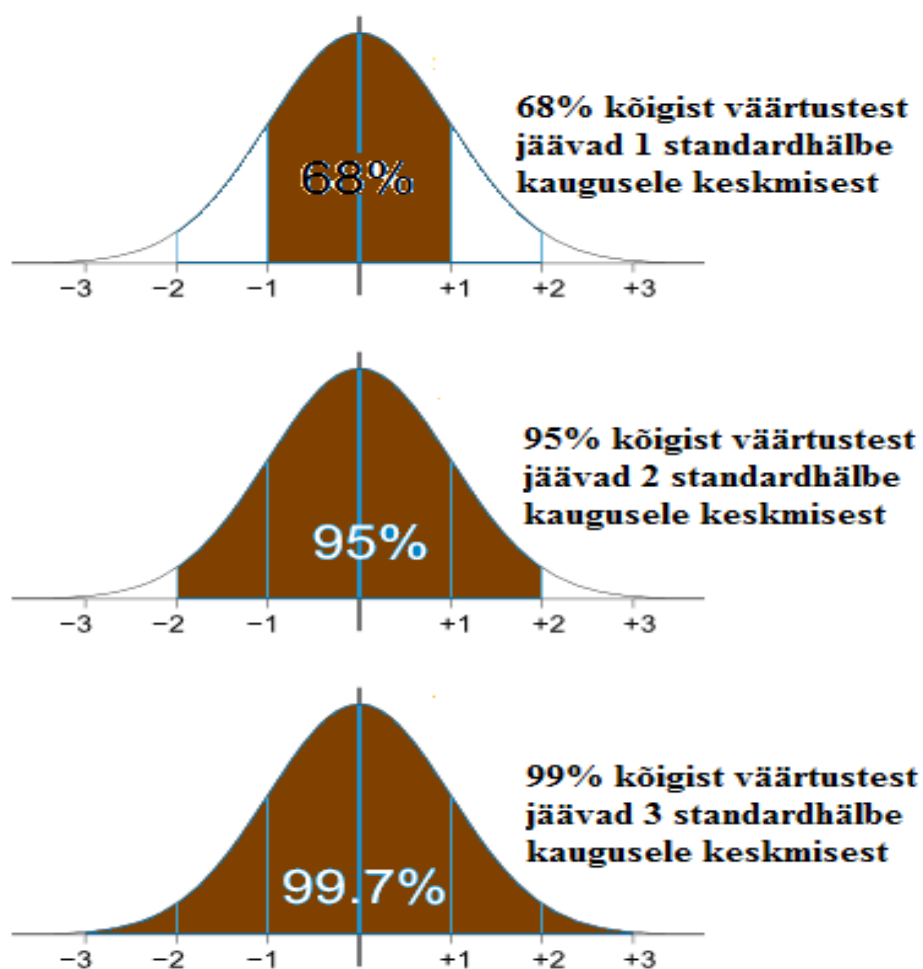 68% kõigist väärtustest
jäävad 1 standardhälbe
kaugusele keskmisest
68%
−3 −2 −1 +1 +2 +3
95% kõigist väärtustest
jäävad 2 standardhälbe
kaugusele keskmisest
95%
−3 −2 −1 +1 +2 +3
99% kõigist väärtustest
jäävad 3 standardhälbe
kaugusele keskmisest
99.7%
−3 −2 −1 +1 +2 +3